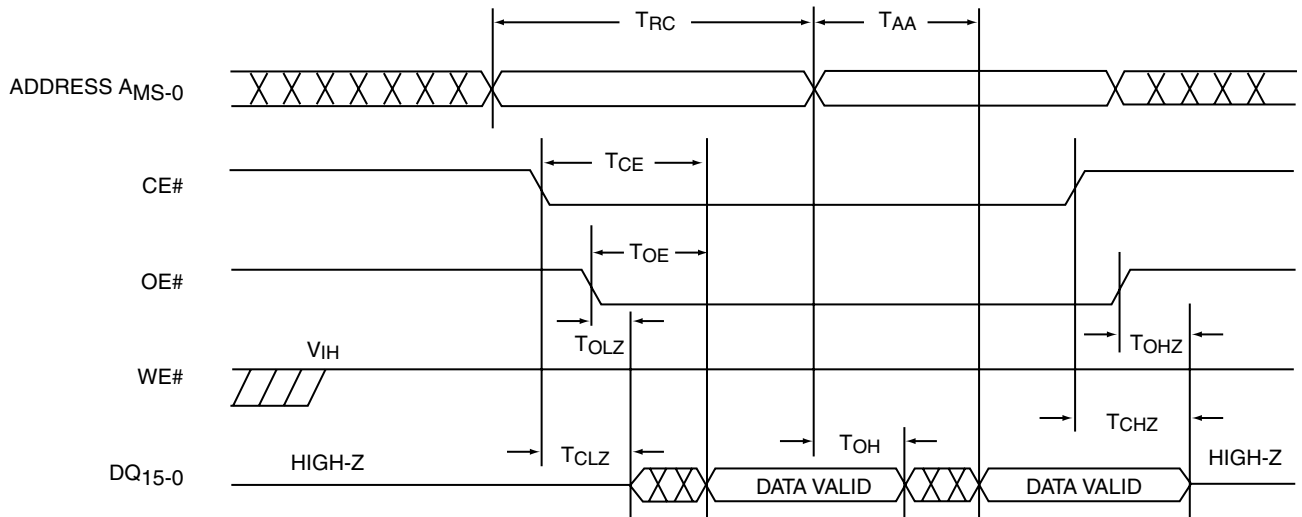 TRC
TAA
ADDRESS AMS-0
TCE
CE#
TOE
OE#
TOLZ
TOHZ
VIH
WE#
TCHZ
TCLZ
TOH
HIGH-Z
HIGH-Z
DQ15-0
DATA VALID
DATA VALID